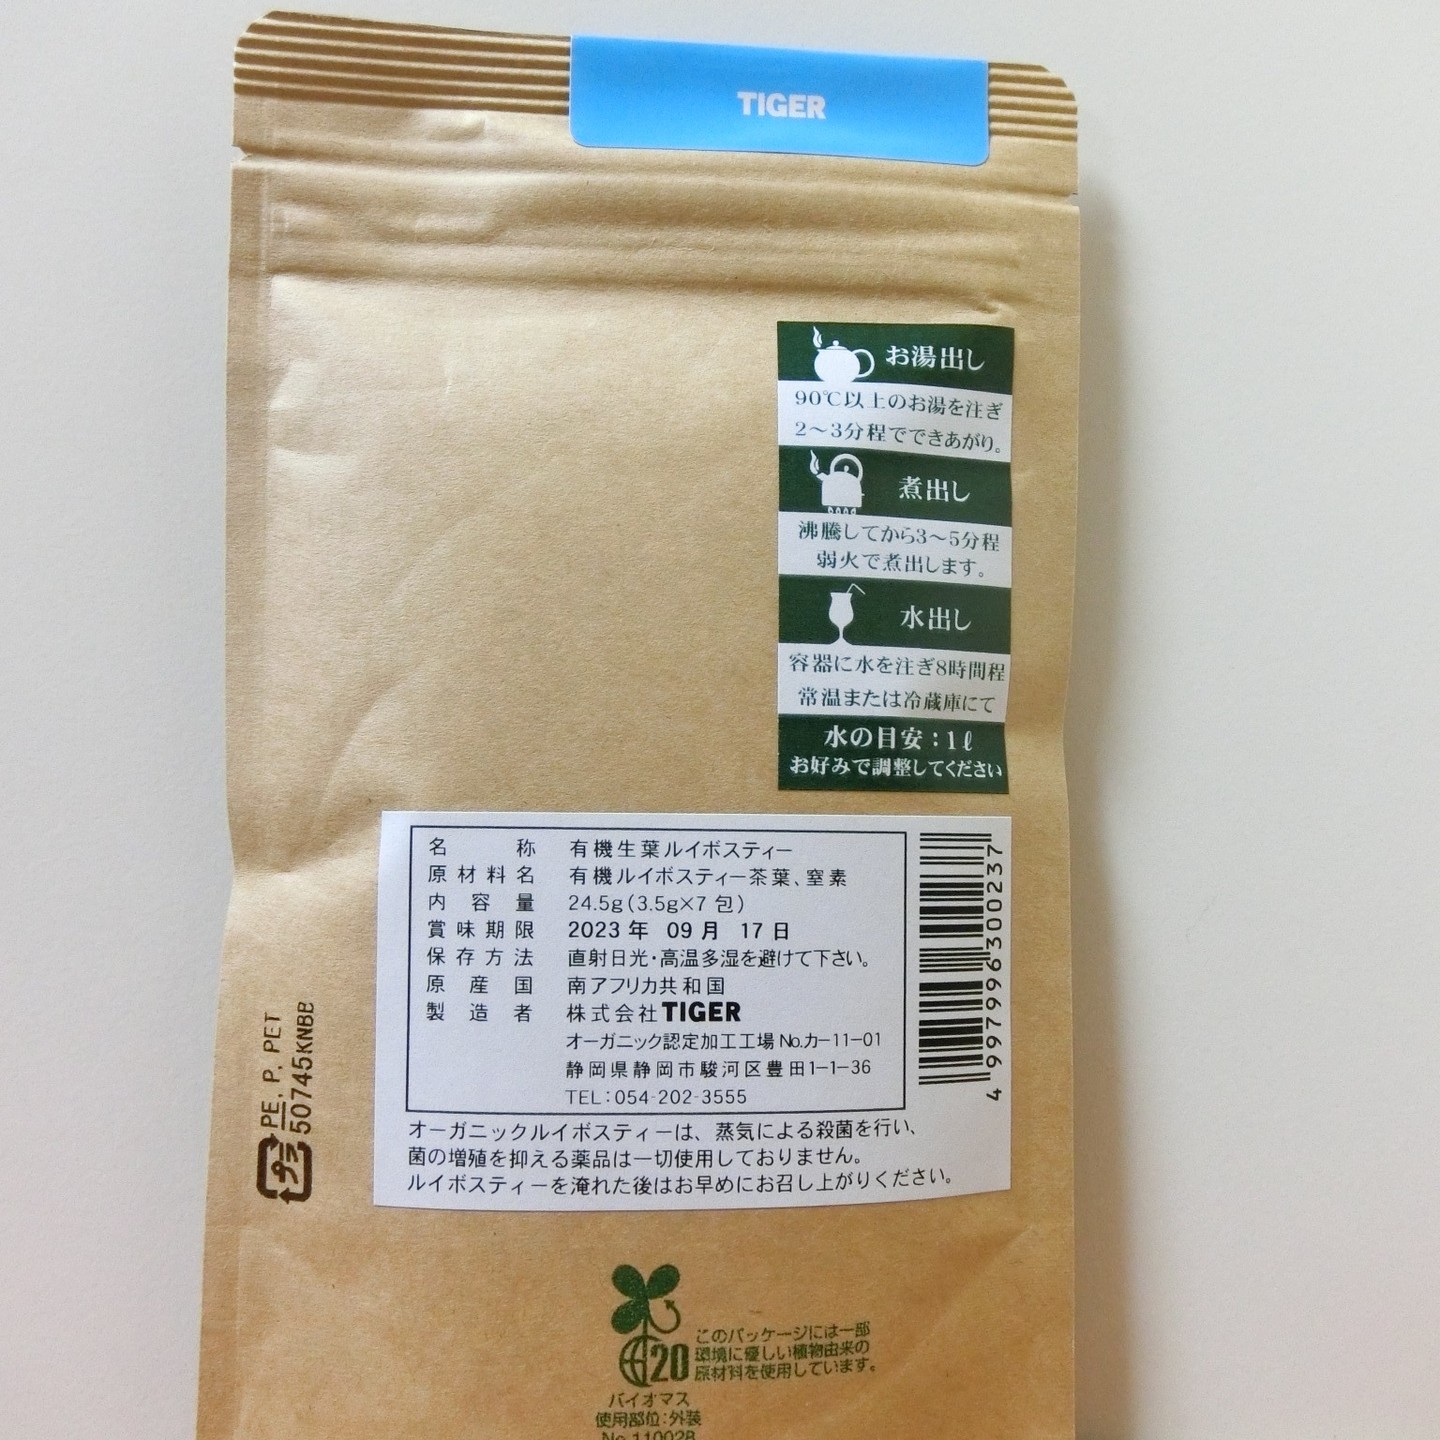 TIGER
お湯出し
90℃以上のお湯を注ぎ
2〜3分程でできあがり。
煮出し
沸騰してから3〜5分程
弱火で煮出します。
水出し
容器に水を注ぎ8時間程
常温または冷蔵庫にて
水の目安：1ℓ
お好みで調整してください
名称 有機生葉ルイボスティー
原材料名 有機ルイボスティー茶葉、窒素
内容量 24.5g(3.5g×7 包)
賞味期限 2023年 09月 17日
保存方法 直射日光・高温多湿を避けて下さい。
原産国 南アフリカ共和国
製造者 株式会社TIGER
オーガニック認定加工工場No.カ-11-01
静岡県静岡市駿河区豊田1-1-36
TEL：054-202-3555
4997996300237
オーガニックルイボスティーは、蒸気による殺菌を行い、
菌の増殖を抑える薬品は一切使用しておりません。
ルイボスティーを淹れた後はお早めにお召し上がりください。
プラ
PE, P, PET
50745KNBB
20
このパッケージには一部
環境に優しい植物由来の
原材料を使用しています。
バイオマス
使用部位：外装
No.110028